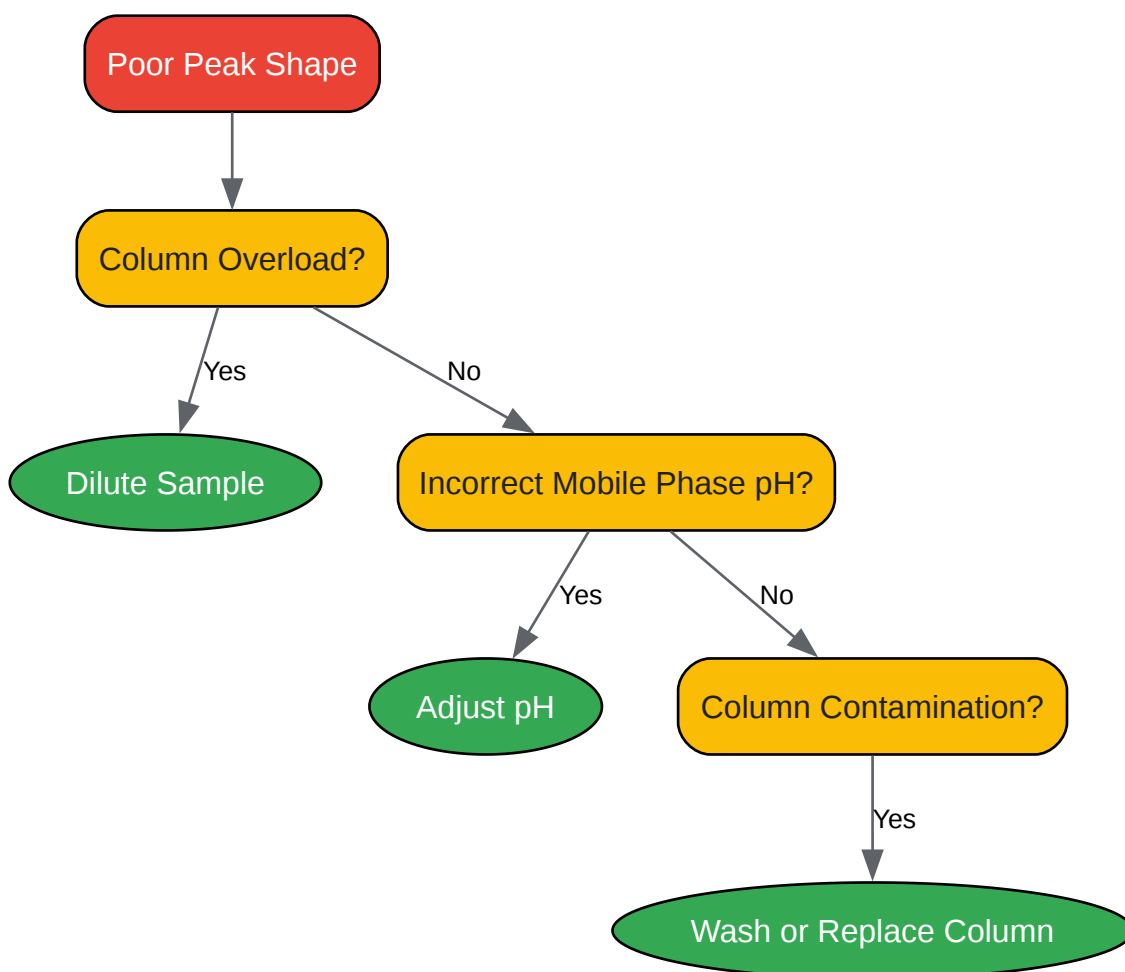 Poor Peak Shape
Column Overload?
Yes
No
Dilute Sample
Incorrect Mobile Phase pH?
Yes
No
Adjust pH
Column Contamination?
Yes
Wash or Replace Column